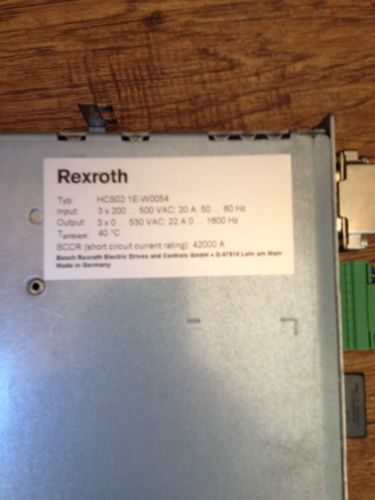 Rexroth
Typ: HCS02.1E-W0054
Input: 3 x 200 ... 500 VAC; 20 A; 50 ... 60 Hz
Output: 3 x 0 ... 530 VAC; 22 A 0 ... 1600 Hz
Tambient: 40 °C
SCCR (short circuit current rating): 42000 A
Bosch Rexroth Electric Drives and Controls GmbH • D-97816 Lohr am Main
Made in Germany